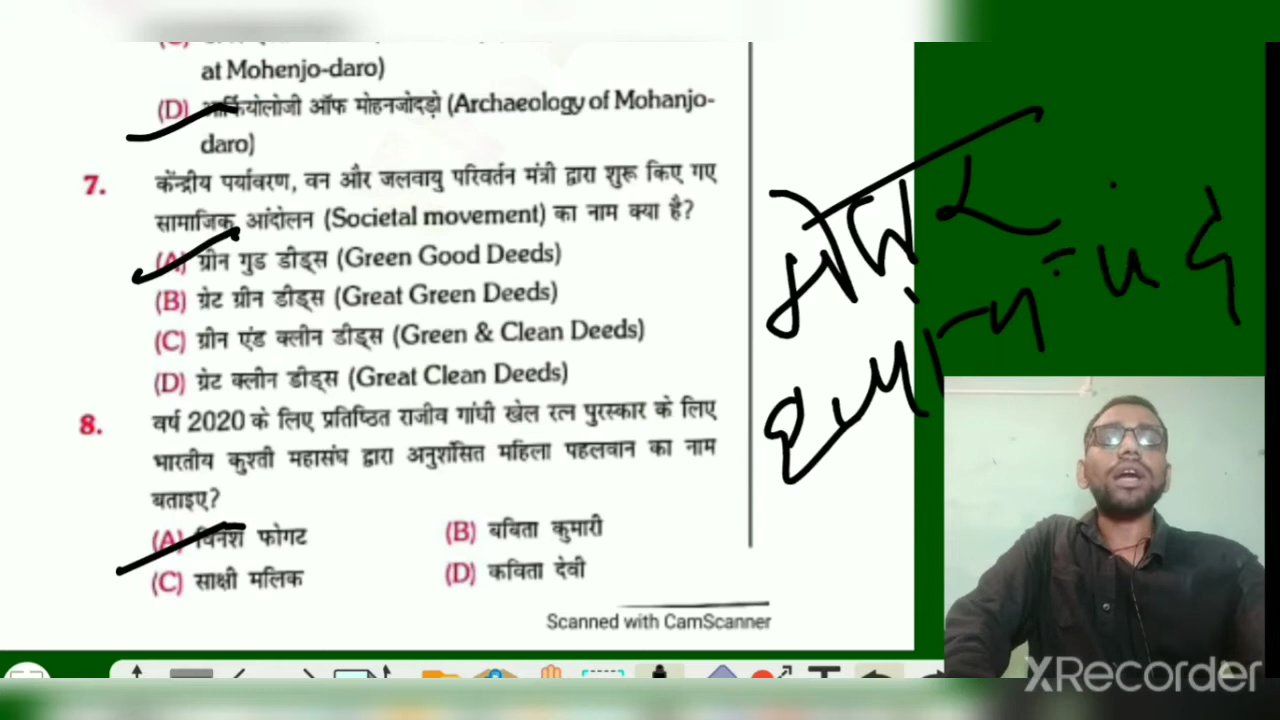 at Mohenjo-daro)
(D) आर्कियोलोजी ऑफ मोहनजोदड़ो (Archaeology of Mohanjo-
daro)
7. केंन्द्रीय पर्यावरण, वन और जलवायु परिवर्तन मंत्री द्वारा शुरू किए गए
सामाजिक आंदोलन (Societal movement) का नाम क्या है?
(A) ग्रीन गुड डीड्स (Green Good Deeds)
(B) ग्रेट ग्रीन डीड्स (Great Green Deeds)
(C) ग्रीन एंड क्लीन डीड्स (Green & Clean Deeds)
(D) ग्रेट क्लीन डीड्स (Great Clean Deeds)
8. वर्ष 2020 के लिए प्रतिष्ठित राजीव गांधी खेल रत्न पुरस्कार के लिए
भारतीय कुश्ती महासंघ द्वारा अनुशंसित महिला पहलवान का नाम
बताइए?
(A) विनेश फोगट (B) बबिता कुमारी
(C) साक्षी मलिक (D) कविता देवी
Scanned with CamScanner
XRecorder